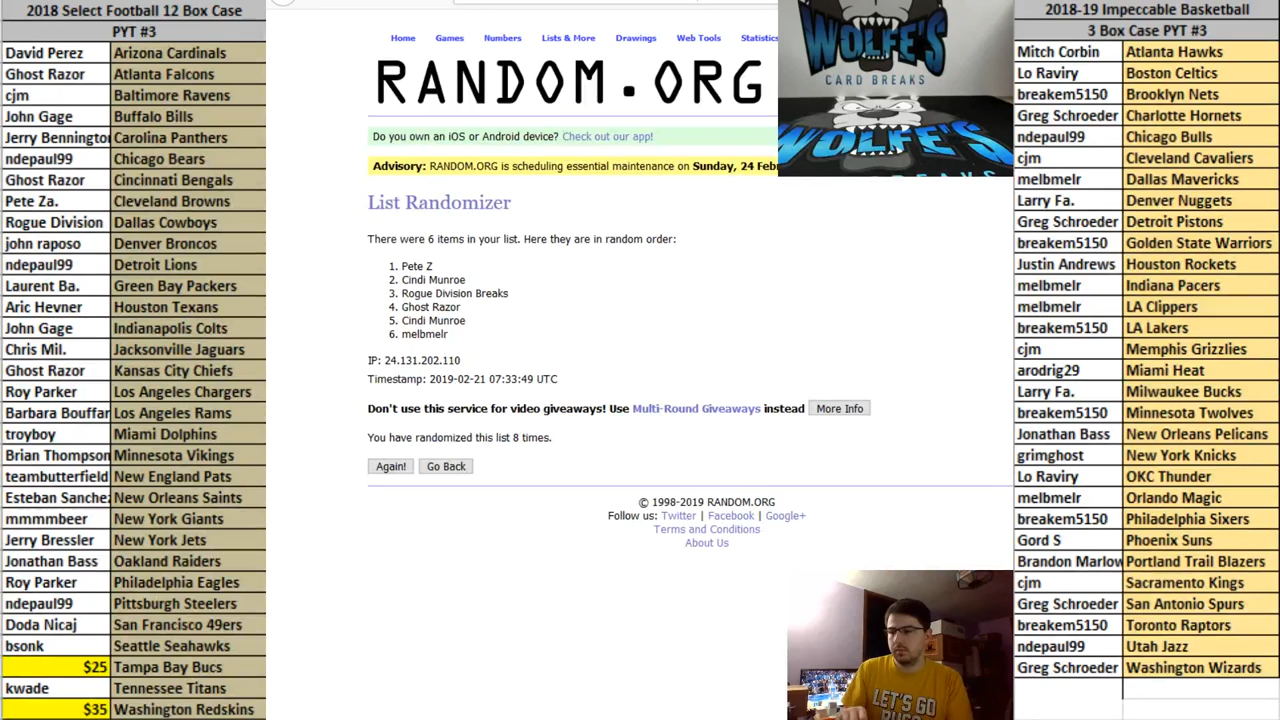 2018 Select Football 12 Box Case
PYT #3
David Perez Arizona Cardinals
Ghost Razor Atlanta Falcons
cjm Baltimore Ravens
John Gage Buffalo Bills
Jerry Bennington Carolina Panthers
ndepaul99 Chicago Bears
Ghost Razor Cincinnati Bengals
Pete Za. Cleveland Browns
Rogue Division Dallas Cowboys
john raposo Denver Broncos
ndepaul99 Detroit Lions
Laurent Ba. Green Bay Packers
Aric Hevner Houston Texans
John Gage Indianapolis Colts
Chris Mil. Jacksonville Jaguars
Ghost Razor Kansas City Chiefs
Roy Parker Los Angeles Chargers
Barbara Bouffar Los Angeles Rams
troyboy Miami Dolphins
Brian Thompson Minnesota Vikings
teambutterfield New England Pats
Esteban Sanchez New Orleans Saints
mmmmbeer New York Giants
Jerry Bressler New York Jets
Jonathan Bass Oakland Raiders
Roy Parker Philadelphia Eagles
ndepaul99 Pittsburgh Steelers
Doda Nicaj San Francisco 49ers
bsonk Seattle Seahawks
$25 Tampa Bay Bucs
kwade Tennessee Titans
$35 Washington Redskins
Home Games Numbers Lists & More Drawings Web Tools Statistics
RANDOM.ORG
Do you own an iOS or Android device? Check out our app!
Advisory: RANDOM.ORG is scheduling essential maintenance on Sunday, 24 Feb
List Randomizer
There were 6 items in your list. Here they are in random order:
1. Pete Z
2. Cindi Munroe
3. Rogue Division Breaks
4. Ghost Razor
5. Cindi Munroe
6. melbmelr
IP: 24.131.202.110
Timestamp: 2019-02-21 07:33:49 UTC
Don't use this service for video giveaways! Use Multi-Round Giveaways instead More Info
You have randomized this list 8 times.
Again! Go Back
© 1998-2019 RANDOM.ORG
Follow us: Twitter | Facebook | Google+
Terms and Conditions
About Us
WOLFE'S
CARD BREAKS
WOLFE'S
LET'S GO
2018-19 Impeccable Basketball
3 Box Case PYT #3
Mitch Corbin Atlanta Hawks
Lo Raviry Boston Celtics
breakem5150 Brooklyn Nets
Greg Schroeder Charlotte Hornets
ndepaul99 Chicago Bulls
cjm Cleveland Cavaliers
melbmelr Dallas Mavericks
Larry Fa. Denver Nuggets
Greg Schroeder Detroit Pistons
breakem5150 Golden State Warriors
Justin Andrews Houston Rockets
melbmelr Indiana Pacers
melbmelr LA Clippers
breakem5150 LA Lakers
cjm Memphis Grizzlies
arodrig29 Miami Heat
Larry Fa. Milwaukee Bucks
breakem5150 Minnesota Twolves
Jonathan Bass New Orleans Pelicans
grimghost New York Knicks
Lo Raviry OKC Thunder
melbmelr Orlando Magic
breakem5150 Philadelphia Sixers
Gord S Phoenix Suns
Brandon Marlow Portland Trail Blazers
cjm Sacramento Kings
Greg Schroeder San Antonio Spurs
breakem5150 Toronto Raptors
ndepaul99 Utah Jazz
Greg Schroeder Washington Wizards